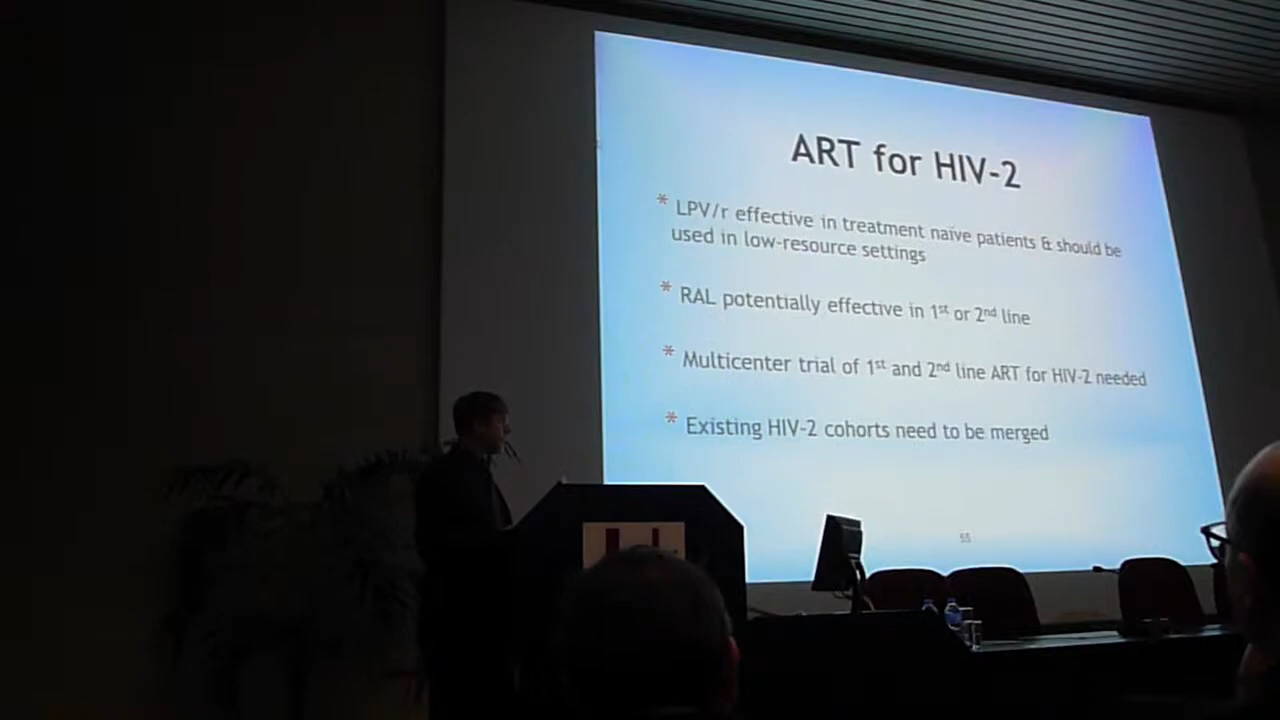 ART for HIV-2
* LPV/r effective in treatment naïve patients & should be
used in low-resource settings
* RAL potentially effective in 1st or 2nd line
* Multicenter trial of 1st and 2nd line ART for HIV-2 needed
* Existing HIV-2 cohorts need to be merged
55